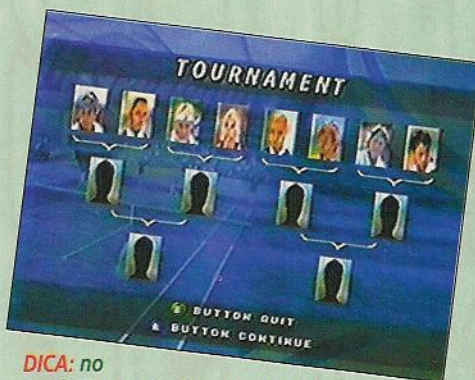 TOURNAMENT
B BUTTON QUIT
A BUTTON CONTINUE
DICA: no